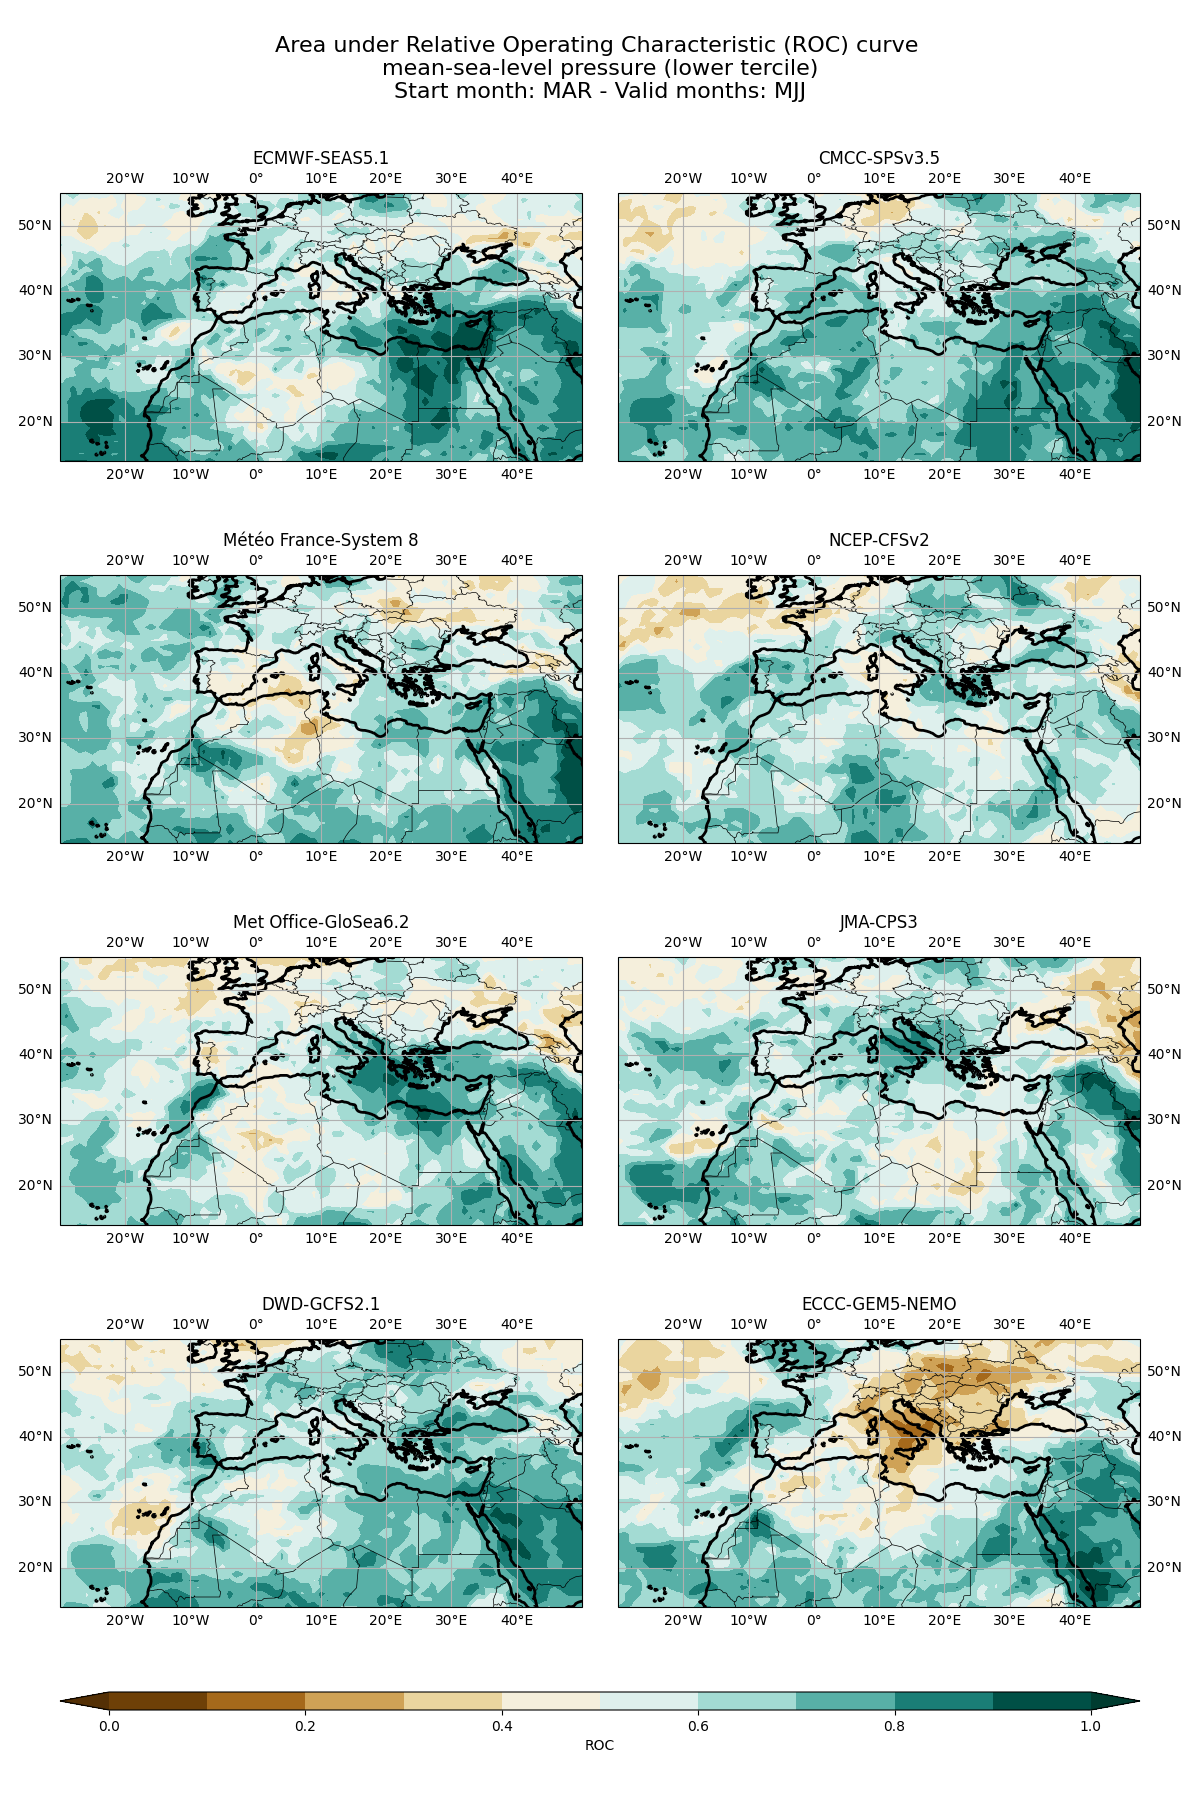 Area under Relative Operating Characteristic (ROC) curve
mean-sea-level pressure (lower tercile)
Start month: MAR - Valid months: MJJ
ECMWF-SEAS5.1
20°W 10°W 0° 10°E 20°E 30°E 40°E
50°N
40°N
30°N
20°N
20°W 10°W 0° 10°E 20°E 30°E 40°E
CMCC-SPSv3.5
20°W 10°W 0° 10°E 20°E 30°E 40°E
50°N
40°N
30°N
20°N
20°W 10°W 0° 10°E 20°E 30°E 40°E
Météo France-System 8
20°W 10°W 0° 10°E 20°E 30°E 40°E
50°N
40°N
30°N
20°N
20°W 10°W 0° 10°E 20°E 30°E 40°E
NCEP-CFSv2
20°W 10°W 0° 10°E 20°E 30°E 40°E
50°N
40°N
30°N
20°N
20°W 10°W 0° 10°E 20°E 30°E 40°E
Met Office-GloSea6.2
20°W 10°W 0° 10°E 20°E 30°E 40°E
50°N
40°N
30°N
20°N
20°W 10°W 0° 10°E 20°E 30°E 40°E
JMA-CPS3
20°W 10°W 0° 10°E 20°E 30°E 40°E
50°N
40°N
30°N
20°N
20°W 10°W 0° 10°E 20°E 30°E 40°E
DWD-GCFS2.1
20°W 10°W 0° 10°E 20°E 30°E 40°E
50°N
40°N
30°N
20°N
20°W 10°W 0° 10°E 20°E 30°E 40°E
ECCC-GEM5-NEMO
20°W 10°W 0° 10°E 20°E 30°E 40°E
50°N
40°N
30°N
20°N
20°W 10°W 0° 10°E 20°E 30°E 40°E
0.0 0.2 0.4 0.6 0.8 1.0
ROC